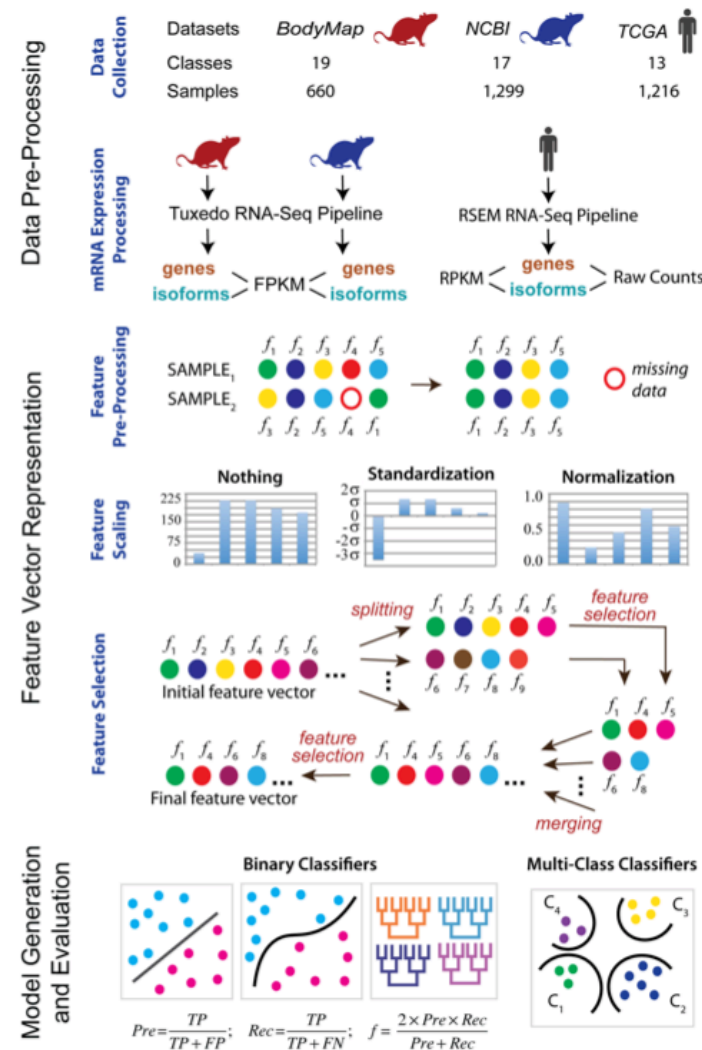 Data Pre-Processing
Data Collection
Datasets BodyMap NCBI TCGA
Classes 19 17 13
Samples 660 1,299 1,216
mRNA Expression Processing
Tuxedo RNA-Seq Pipeline RSEM RNA-Seq Pipeline
genes genes genes
FPKM RPKM Raw Counts
isoforms isoforms isoforms
Feature Vector Representation
Feature Pre-Processing
f1 f2 f3 f4 f5 f1 f2 f3 f5
SAMPLE1 missing
SAMPLE2 data
f3 f2 f5 f4 f1 f1 f2 f3 f5
Feature Scaling
Nothing Standardization Normalization
225 2σ 1.0
150 σ 0.5
75 0 0.0
0 -σ
-2σ
-3σ
Feature Selection
splitting f1 f2 f3 f4 f5 feature selection
f1 f2 f3 f4 f5 f6
...
Initial feature vector
f6 f7 f8 f9
f1 f4 f5
f6 f8
merging
f1 f4 f5 f6 f8
...
feature selection
f1 f4 f6 f8
...
Final feature vector
Model Generation and Evaluation
Binary Classifiers Multi-Class Classifiers
C4 C3
C1 C2
Pre = TP / TP + FP ; Rec = TP / TP + FN ; f = 2 × Pre × Rec / Pre + Rec